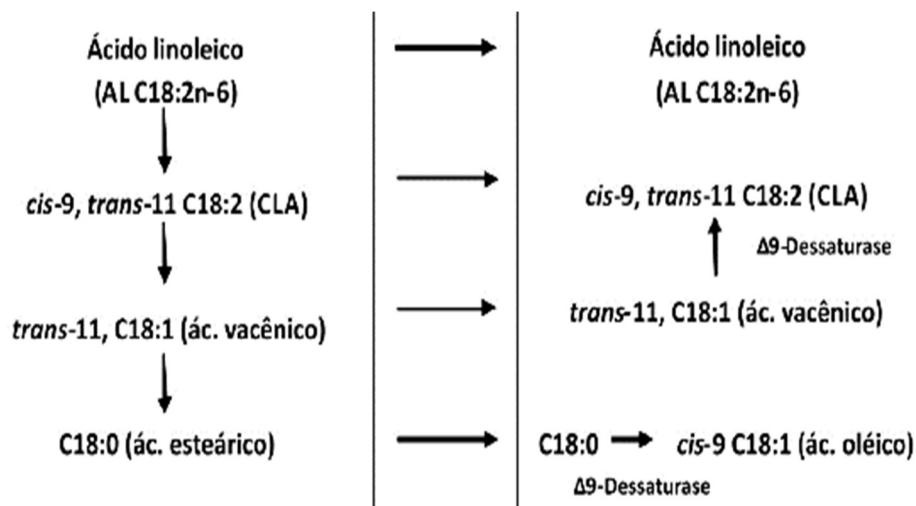 Ácido linoleico
(AL C18:2n-6)
cis-9, trans-11 C18:2 (CLA)
trans-11, C18:1 (ác. vacênico)
C18:0 (ác. esteárico)
Ácido linoleico
(AL C18:2n-6)
cis-9, trans-11 C18:2 (CLA)
Δ9-Dessaturase
trans-11, C18:1 (ác. vacênico)
C18:0 cis-9 C18:1 (ác. oléico)
Δ9-Dessaturase